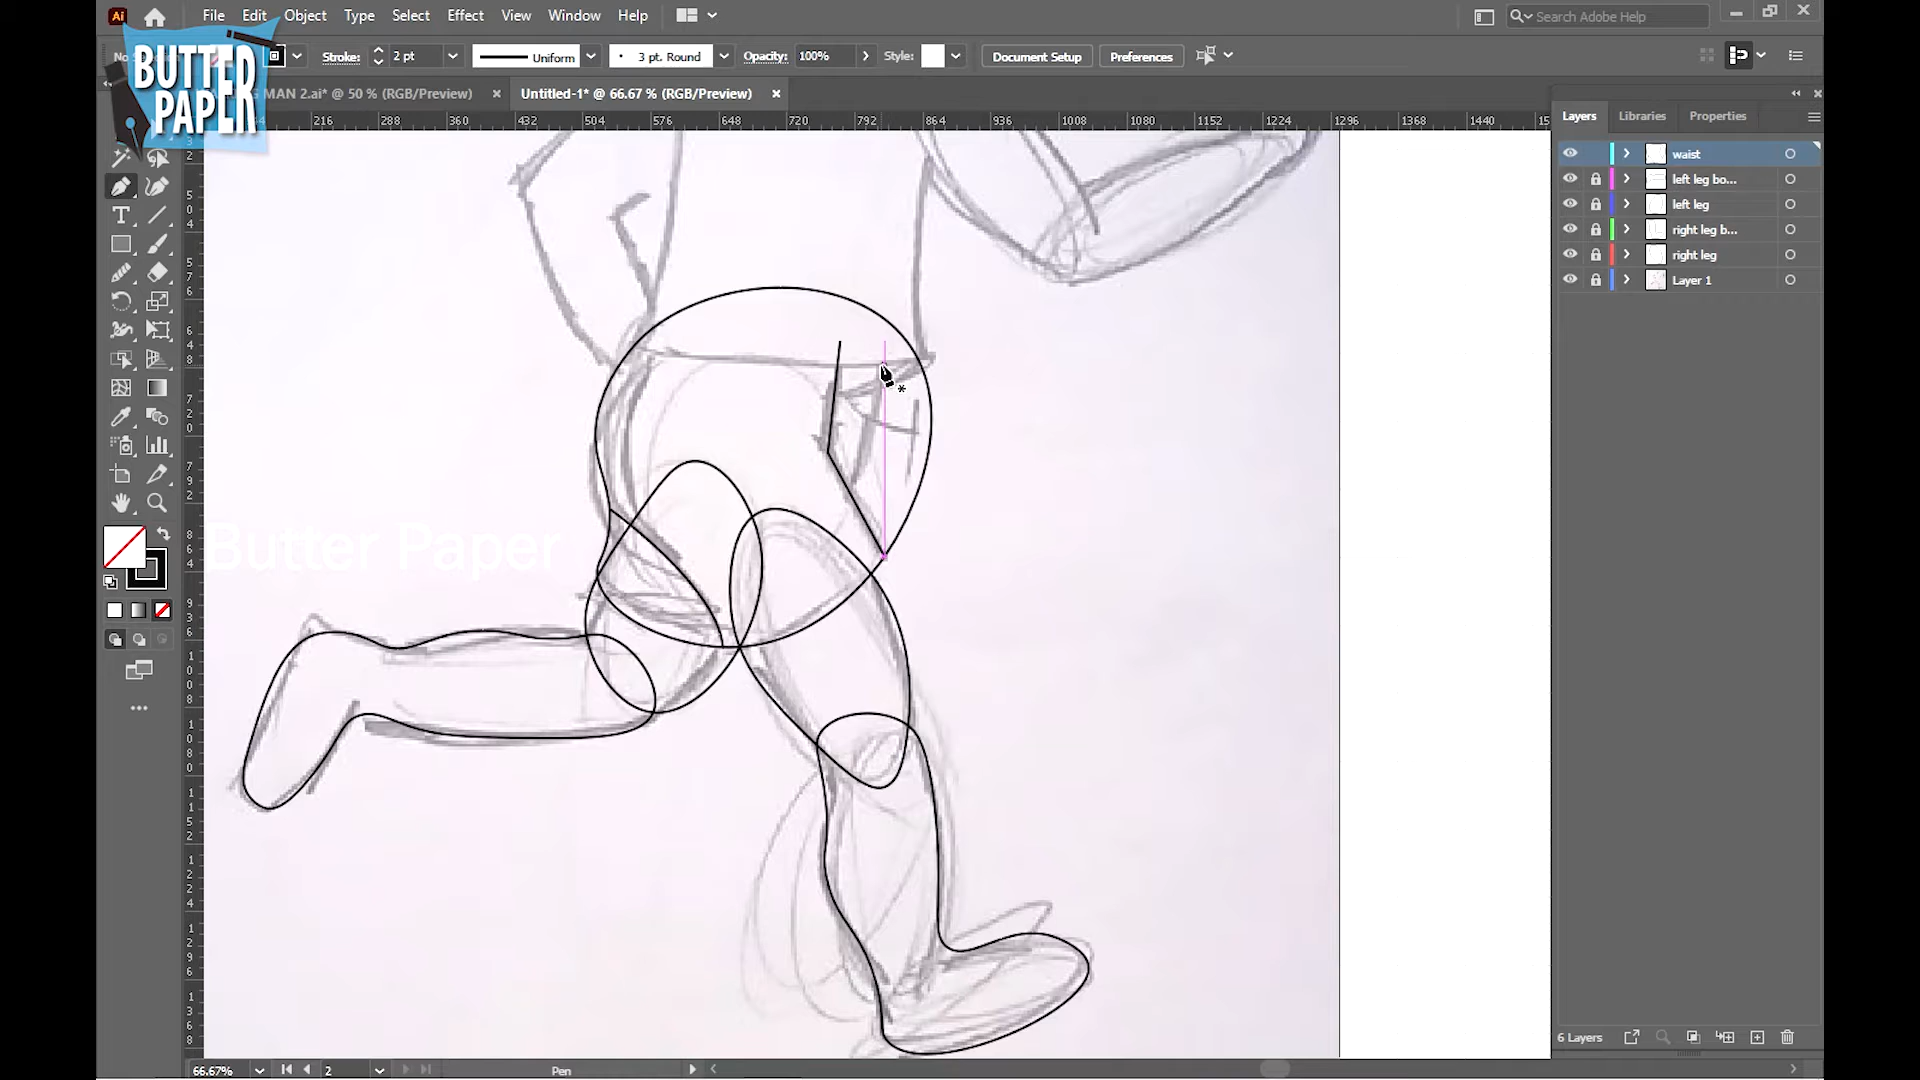 Ai File Edit Object Type Select Effect View Window Help Search Adobe Help
BUTTER PAPER
Stroke: 2 pt Uniform 3 pt. Round Opacity: 100% Style: Document Setup Preferences
MAN 2.ai* @ 50 % (RGB/Preview) Untitled-1* @ 66.67 % (RGB/Preview)
216 288 360 432 504 576 648 720 792 864 936 1008 1080 1152 1224 1296 1368 1440
Layers Libraries Properties
waist
left leg bo...
left leg
right leg b...
right leg
Layer 1
Butter Paper
6 Layers
66.67% 2 Pen